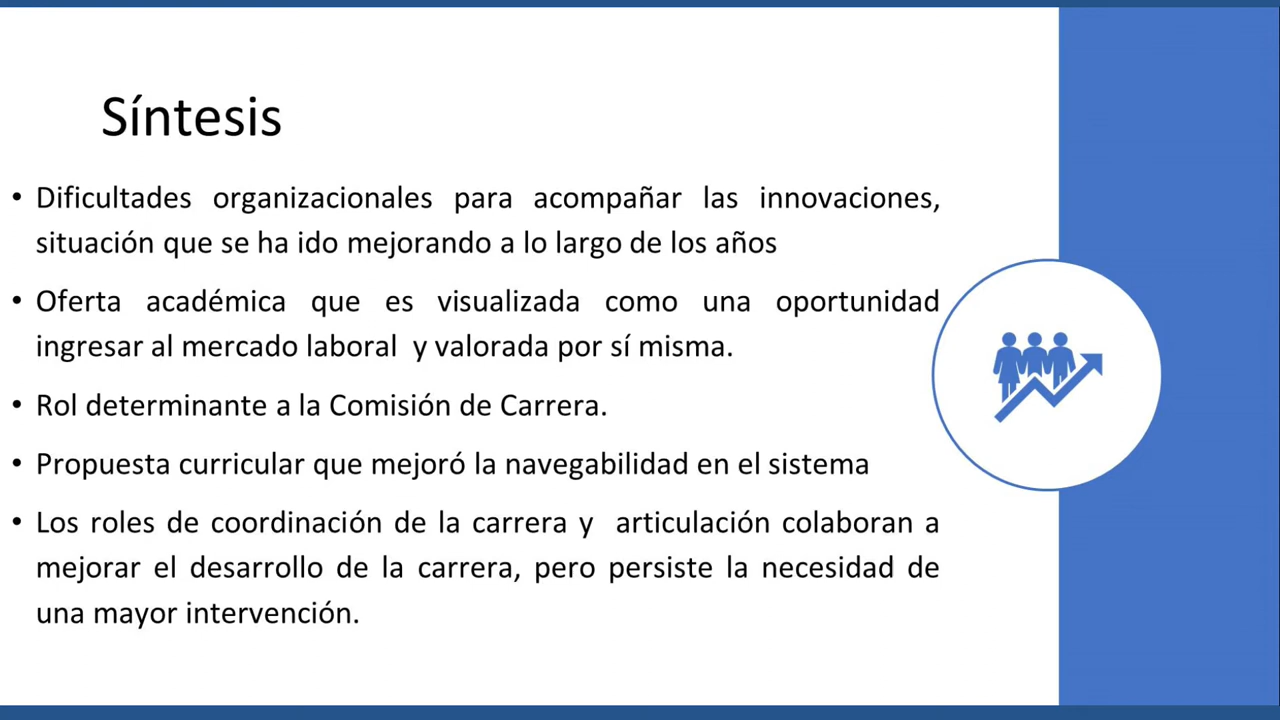 Síntesis
• Dificultades organizacionales para acompañar las innovaciones,
situación que se ha ido mejorando a lo largo de los años
• Oferta académica que es visualizada como una oportunidad
ingresar al mercado laboral  y valorada por sí misma.
• Rol determinante a la Comisión de Carrera.
• Propuesta curricular que mejoró la navegabilidad en el sistema
• Los roles de coordinación de la carrera y  articulación colaboran a
mejorar el desarrollo de la carrera, pero persiste la necesidad de
una mayor intervención.